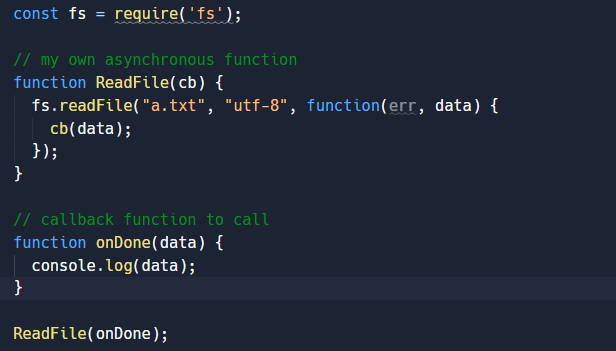 const fs = require('fs');
// my own asynchronous function
function ReadFile(cb) {
fs.readFile("a.txt", "utf-8", function(err, data) {
cb(data);
});
}
// callback function to call
function onDone(data) {
console.log(data);
}
ReadFile(onDone);